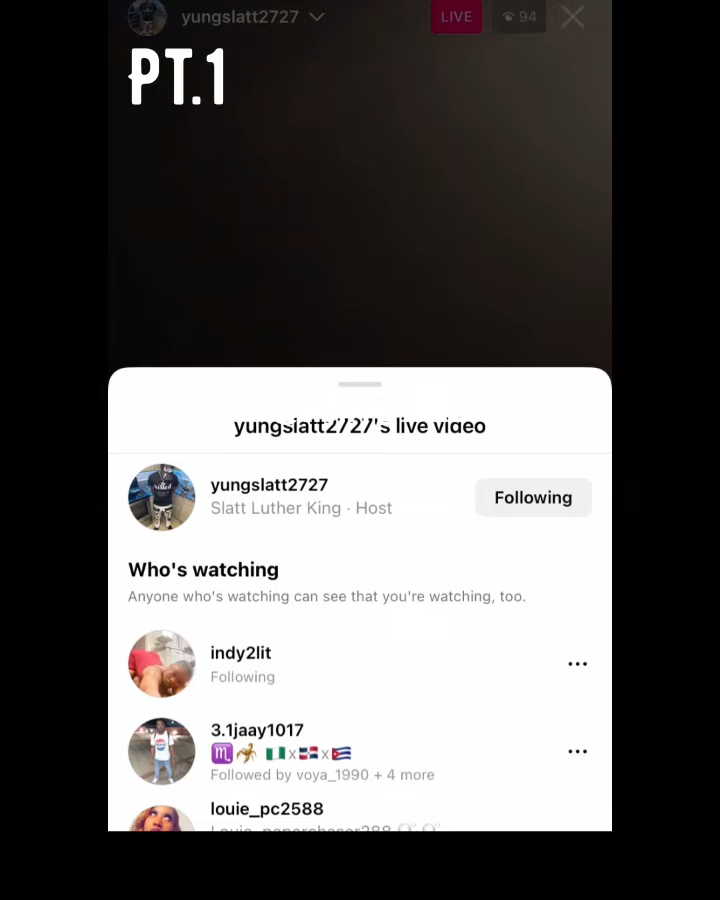 yungslatt2727
LIVE
94
PT.1
yungslatt2727's live video
yungslatt2727
Slatt Luther King · Host
Following
Who's watching
Anyone who's watching can see that you're watching, too.
indy2lit
Following
3.1jaay1017
♏🦂 🇳🇬x🇩🇴x🇨🇺
Followed by voya_1990 + 4 more
louie_pc2588